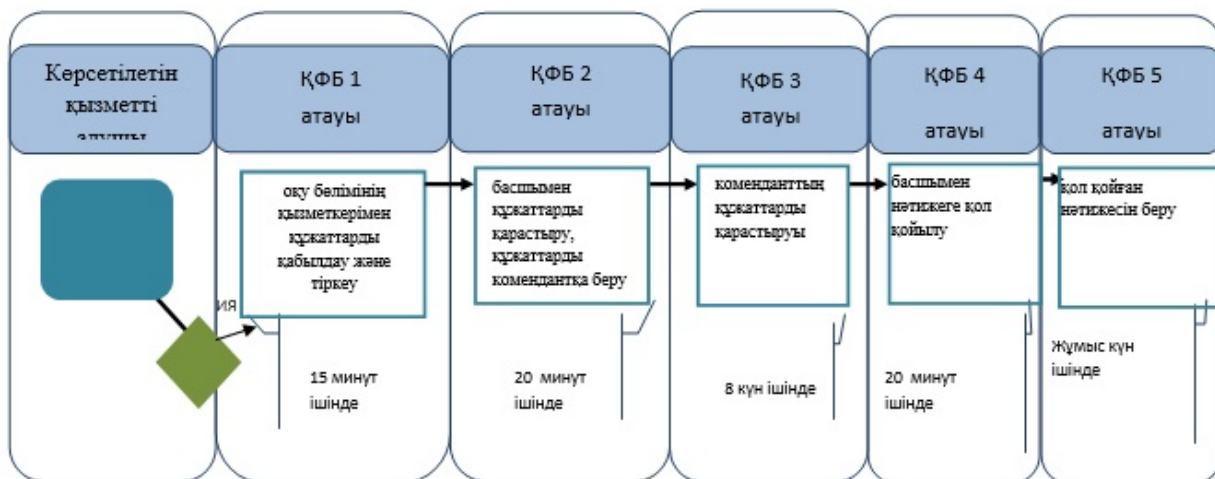 Көрсетілетін
қызметті
алушы
ҚФБ 1
атауы
ҚФБ 2
атауы
ҚФБ 3
атауы
ҚФБ 4
атауы
ҚФБ 5
атауы
оқу бөлімінің
қызметкерімен
құжаттарды
қабылдау және
тіркеу
басшымен
құжаттарды
қарастыру,
құжаттарды
комендантқа беру
коменданттың
құжаттарды
қарастыруы
басшымен
нәтижеге қол
қойылу
қол қойған
нәтижесін беру
ИЯ
15 минут
ішінде
20 минут
ішінде
8 күн ішінде
20 минут
ішінде
Жұмыс күн
ішінде